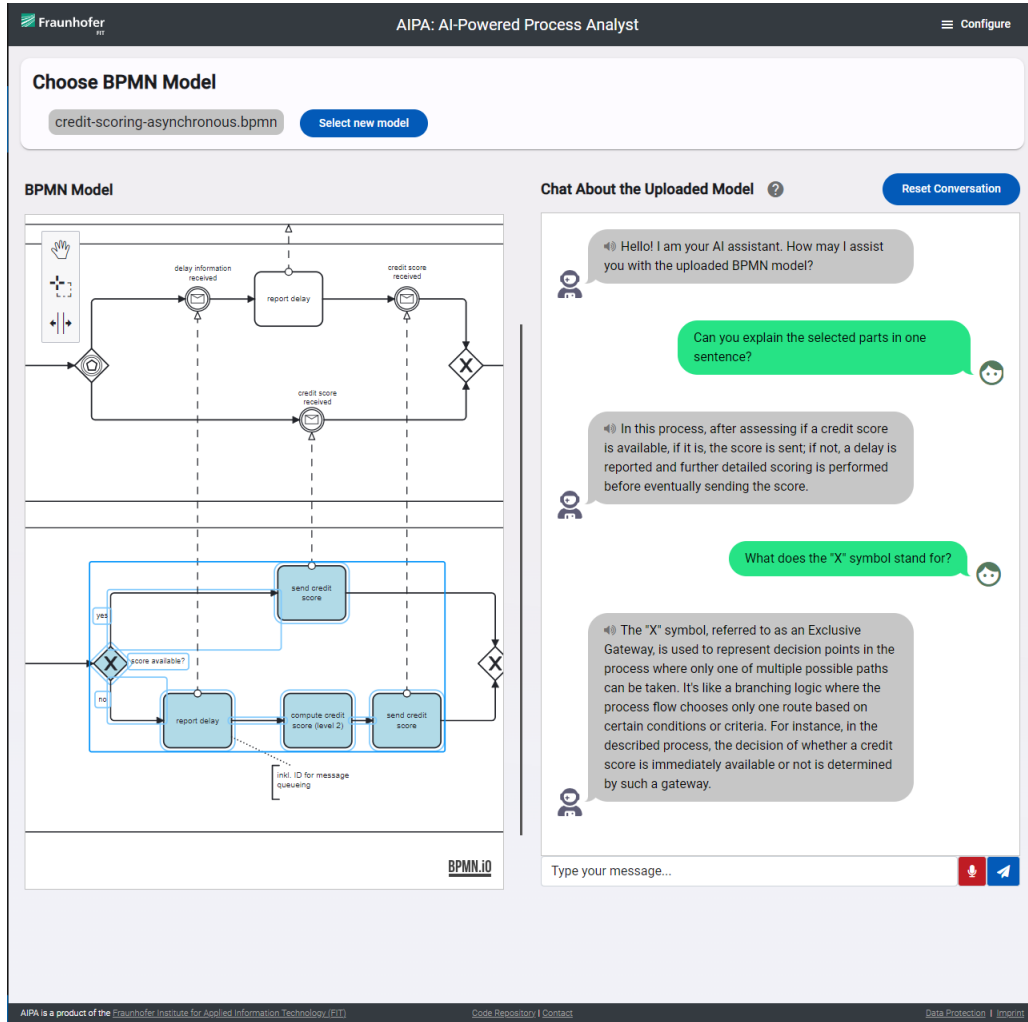 Fraunhofer
FIT
AIPA: AI-Powered Process Analyst
Configure
Choose BPMN Model
credit-scoring-asynchronous.bpmn
Select new model
BPMN Model
delay information
received
report delay
credit score
received
X
credit score
received
send credit
score
yes
X
score available?
X
no
report delay
compute credit
score (level 2)
send credit
score
inkl. ID for message
queueing
BPMN.iO
Chat About the Uploaded Model
?
Reset Conversation
Hello! I am your AI assistant. How may I assist
you with the uploaded BPMN model?
Can you explain the selected parts in one
sentence?
In this process, after assessing if a credit score
is available, if it is, the score is sent; if not, a delay is
reported and further detailed scoring is performed
before eventually sending the score.
What does the "X" symbol stand for?
The "X" symbol, referred to as an Exclusive
Gateway, is used to represent decision points in the
process where only one of multiple possible paths
can be taken. It's like a branching logic where the
process flow chooses only one route based on
certain conditions or criteria. For instance, in the
described process, the decision of whether a credit
score is immediately available or not is determined
by such a gateway.
Type your message...
AIPA is a product of the Fraunhofer Institute for Applied Information Technology (FIT)
Code Repository | Contact
Data Protection | Imprint